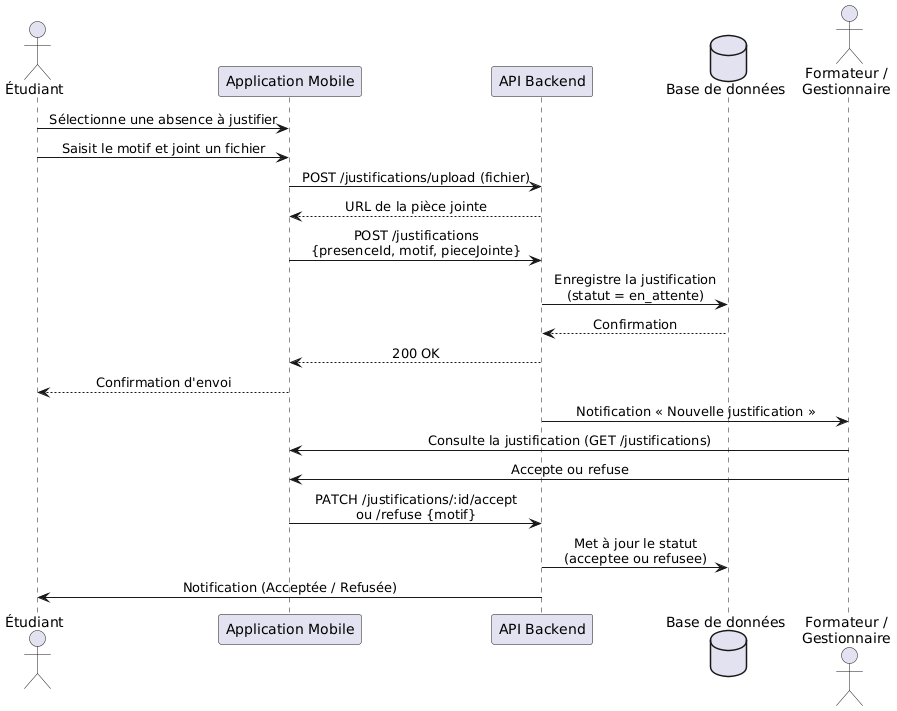 Étudiant
Application Mobile
API Backend
Base de données
Formateur /
Gestionnaire
Sélectionne une absence à justifier
Saisit le motif et joint un fichier
POST /justifications/upload (fichier)
URL de la pièce jointe
POST /justifications
{presenceId, motif, pieceJointe}
Enregistre la justification
(statut = en_attente)
Confirmation
200 OK
Confirmation d'envoi
Notification « Nouvelle justification »
Consulte la justification (GET /justifications)
Accepte ou refuse
PATCH /justifications/:id/accept
ou /refuse {motif}
Met à jour le statut
(acceptee ou refusee)
Notification (Acceptée / Refusée)
Étudiant
Application Mobile
API Backend
Base de données
Formateur /
Gestionnaire